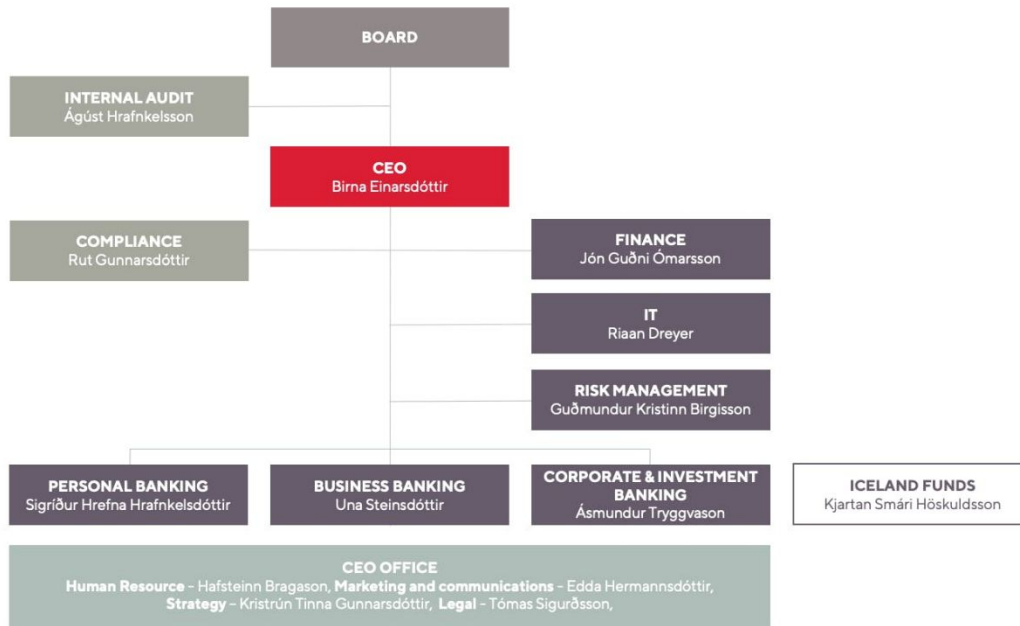 BOARD
INTERNAL AUDIT
Ágúst Hrafnkelsson
CEO
Birna Einarsdóttir
COMPLIANCE
Rut Gunnarsdóttir
FINANCE
Jón Guðni Ómarsson
IT
Riaan Dreyer
RISK MANAGEMENT
Guðmundur Kristinn Birgisson
PERSONAL BANKING
Sigríður Hrefna Hrafnkelsdóttir
BUSINESS BANKING
Una Steinsdóttir
CORPORATE & INVESTMENT
BANKING
Ásmundur Tryggvason
ICELAND FUNDS
Kjartan Smári Höskuldsson
CEO OFFICE
Human Resource - Hafsteinn Bragason, Marketing and communications - Edda Hermannsdóttir,
Strategy – Kristrún Tinna Gunnarsdóttir, Legal - Tómas Sigurðsson,